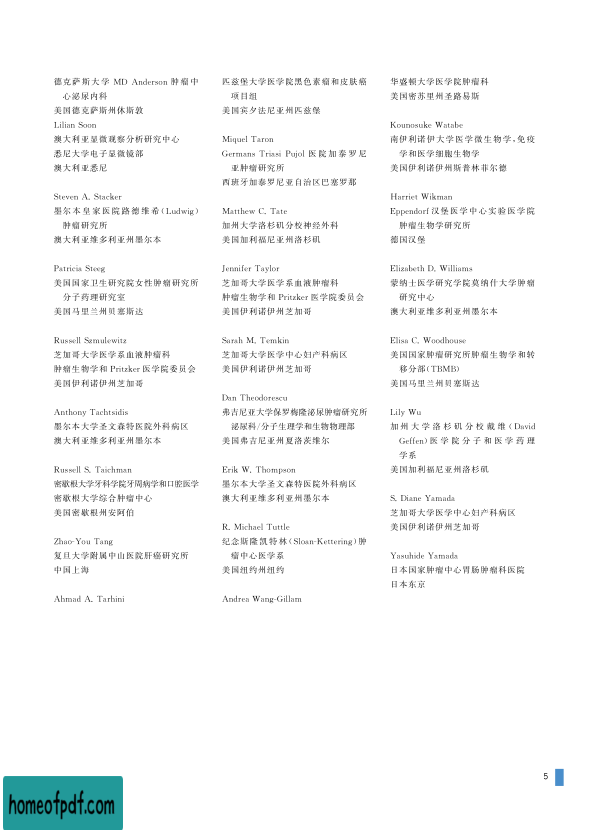 德克萨斯大学 MD Anderson 肿瘤中
心泌尿内科
美国德克萨斯州休斯敦
Lilian Soon
澳大利亚显微观察分析研究中心
悉尼大学电子显微镜部
澳大利亚悉尼
Steven A. Stacker
墨尔本皇家医院路德维希(Ludwig)
肿瘤研究所
澳大利亚维多利亚州墨尔本
Patricia Steeg
美国国家卫生研究院女性肿瘤研究所
分子药理研究室
美国马里兰州贝塞斯达
Russell Szmulewitz
芝加哥大学医学系血液肿瘤科
肿瘤生物学和 Pritzker 医学院委员会
美国伊利诺伊州芝加哥
Anthony Tachtsidis
墨尔本大学圣文森特医院外科病区
澳大利亚维多利亚州墨尔本
Russell S. Taichman
密歇根大学牙科学院牙周病学和口腔医学
密歇根大学综合肿瘤中心
美国密歇根州安阿伯
Zhao-You Tang
复旦大学附属中山医院肝癌研究所
中国上海
Ahmad A. Tarhini
匹兹堡大学医学院黑色素瘤和皮肤癌
项目组
美国宾夕法尼亚州匹兹堡
Miquel Taron
Germans Triasi Pujol 医院加泰罗尼
亚肿瘤研究所
西班牙加泰罗尼亚自治区巴塞罗那
Matthew C. Tate
加州大学洛杉矶分校神经外科
美国加利福尼亚州洛杉矶
Jennifer Taylor
芝加哥大学医学系血液肿瘤科
肿瘤生物学和 Pritzker 医学院委员会
美国伊利诺伊州芝加哥
Sarah M. Temkin
芝加哥大学医学中心妇产科病区
美国伊利诺伊州芝加哥
Dan Theodorescu
弗吉尼亚大学保罗梅隆泌尿肿瘤研究所
泌尿科/分子生理学和生物物理部
美国弗吉尼亚州夏洛茨维尔
Erik W. Thompson
墨尔本大学圣文森特医院外科病区
澳大利亚维多利亚州墨尔本
R. Michael Tuttle
纪念斯隆凯特林(Sloan-Kettering)肿
瘤中心医学系
美国纽约州纽约
Andrea Wang-Gillam
华盛顿大学医学院肿瘤科
美国密苏里州圣路易斯
Kounosuke Watabe
南伊利诺伊大学医学微生物学,免疫
学和医学细胞生物学
美国伊利诺伊州斯普林菲尔德
Harriet Wikman
Eppendorf 汉堡医学中心实验医学院
肿瘤生物学研究所
德国汉堡
Elizabeth D. Williams
蒙纳士医学研究学院莫纳什大学肿瘤
研究中心
澳大利亚维多利亚州墨尔本
Elisa C. Woodhouse
美国国家肿瘤研究所肿瘤生物学和转
移分部(TBMB)
美国马里兰州贝塞斯达
Lily Wu
加州大学洛杉矶分校戴维(David
Geffen)医学院分子和医学药理
学系
美国加利福尼亚州洛杉矶
S. Diane Yamada
芝加哥大学医学中心妇产科病区
美国伊利诺伊州芝加哥
Yasuhide Yamada
日本国家肿瘤中心胃肠肿瘤科医院
日本东京
5
homeofpdf.com